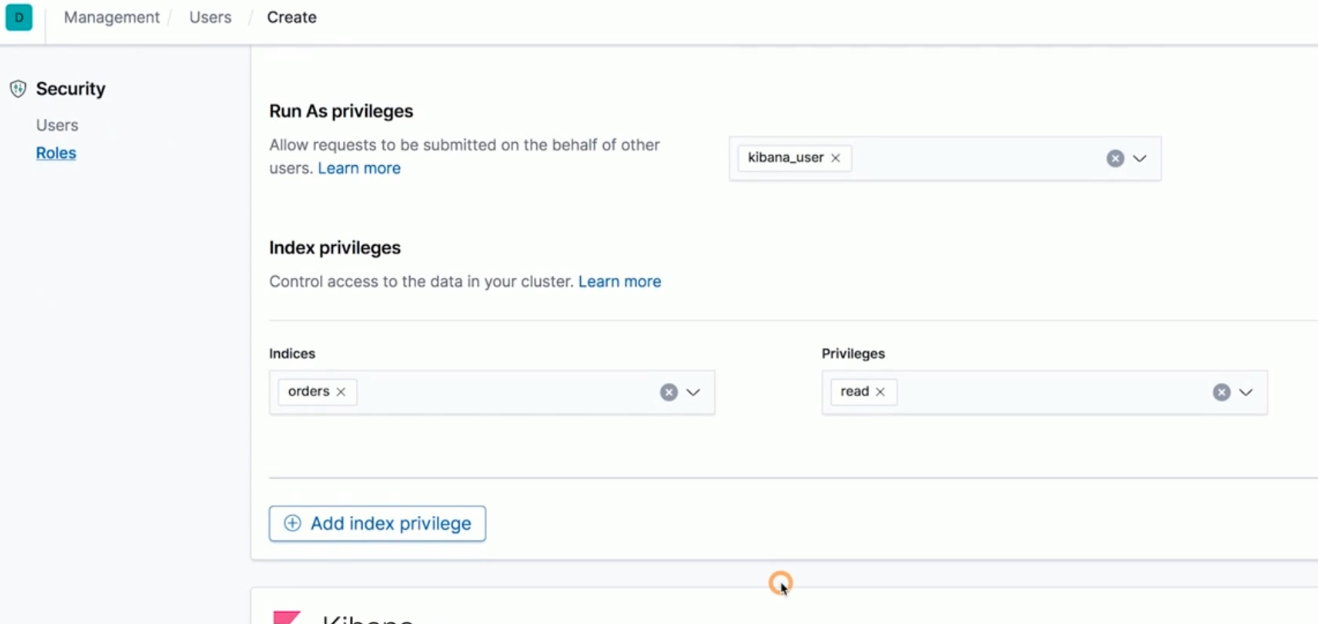 D
Management / Users / Create
Security
Users
Roles
Run As privileges
Allow requests to be submitted on the behalf of other
users. Learn more
kibana_user
Index privileges
Control access to the data in your cluster. Learn more
Indices
Privileges
orders
read
Add index privilege
Kibana